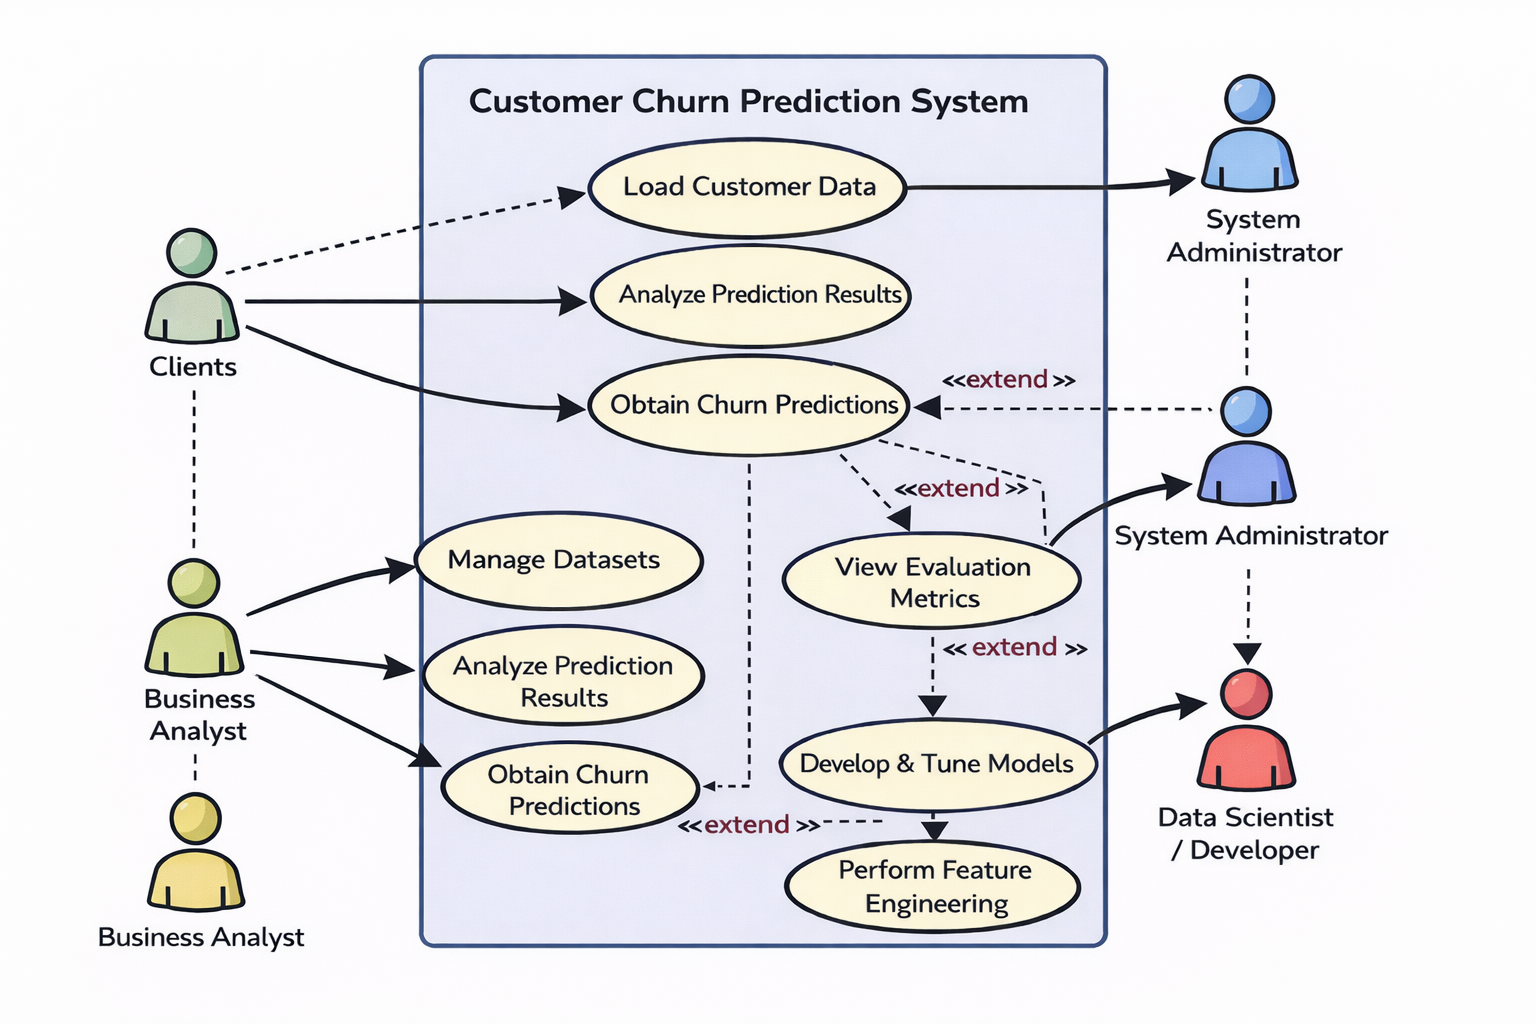 Customer Churn Prediction System
Load Customer Data
System
Administrator
Analyze Prediction Results
Clients
«extend»
Obtain Churn Predictions
«extend»
System Administrator
Manage Datasets
View Evaluation
Metrics
« extend »
Analyze Prediction
Results
Business
Analyst
Develop & Tune Models
Obtain Churn
Predictions
«extend »
Data Scientist
/ Developer
Perform Feature
Engineering
Business Analyst